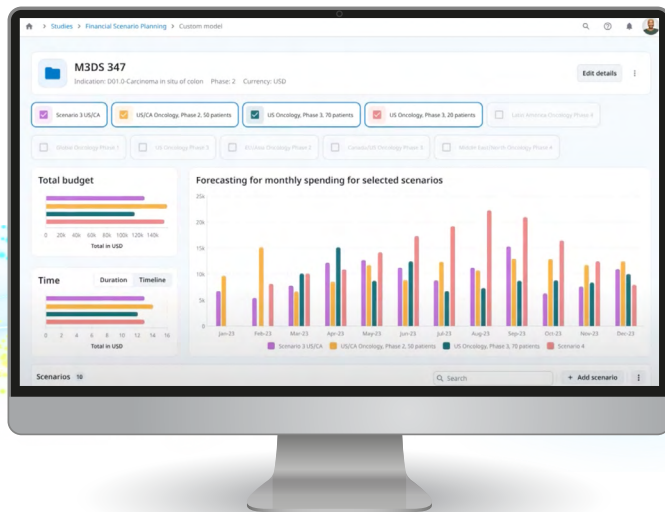 Studies > Financial Scenario Planning > Custom model
M3DS 347
Indication: D01.0-Carcinoma in situ of colon Phase: 2 Currency: USD
Edit details
Scenario 3 US/CA
US/CA Oncology, Phase 2, 50 patients
US Oncology, Phase 3, 70 patients
US Oncology, Phase 3, 20 patients
Latin America Oncology Phase 4
Global Oncology Phase 1
US Oncology Phase 3
EU/Asia Oncology Phase 2
Canada/US Oncology Phase 3
Total budget
0 20k 40k 60k 80k 100k 120k 140k
Total in USD
Time
Duration
Timeline
0 2 4 6 8 10 12 14 16
Total in USD
Forecasting for monthly spending for selected scenarios
25k
20k
15k
10k
5k
0
Jan-23 Feb-23 Mar-23 Apr-23 May-23 Jun-23 Jul-23 Aug-23 Sep-23 Oct-23 Nov-23 Dec-23
Scenario 3 US/CA
US/CA Oncology, Phase 2, 50 patients
US Oncology, Phase 3, 70 patients
Scenario 4
Scenarios 10
Search
+ Add scenario